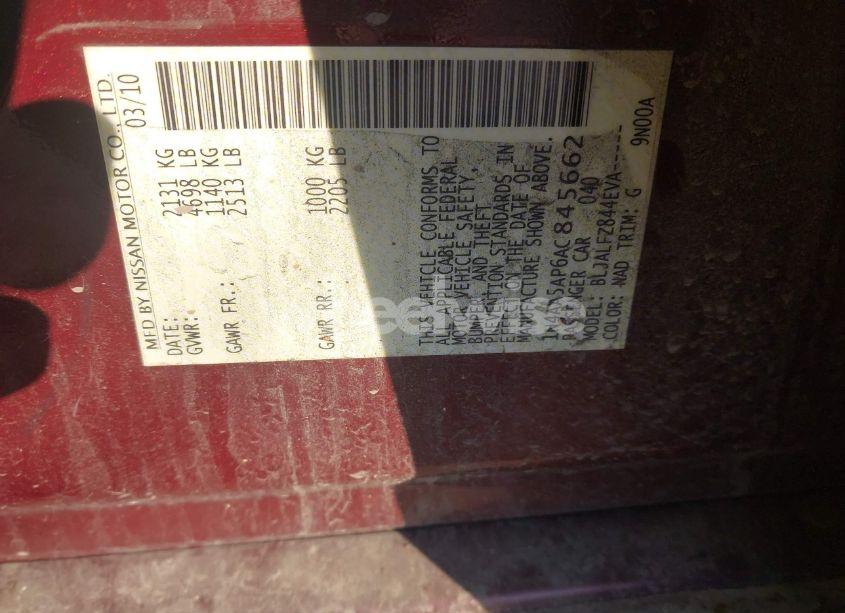 MFD BY NISSAN MOTOR CO., LTD.
DATE: 03/10
GVWR: 2131 KG
4698 LB
GAWR FR.: 1140 KG
2513 LB
GAWR RR.: 1000 KG
2205 LB
THIS VEHICLE CONFORMS TO
ALL APPLICABLE FEDERAL
MOTOR VEHICLE SAFETY,
BUMPER AND THEFT
PREVENTION STANDARDS IN
EFFECT ON THE DATE OF
MANUFACTURE SHOWN ABOVE.
1N4AA5AP6AC845662
PASSENGER CAR 040
MODEL: BLJALFZ844EVA-----
COLOR: NAD TRIM: G
9N00A